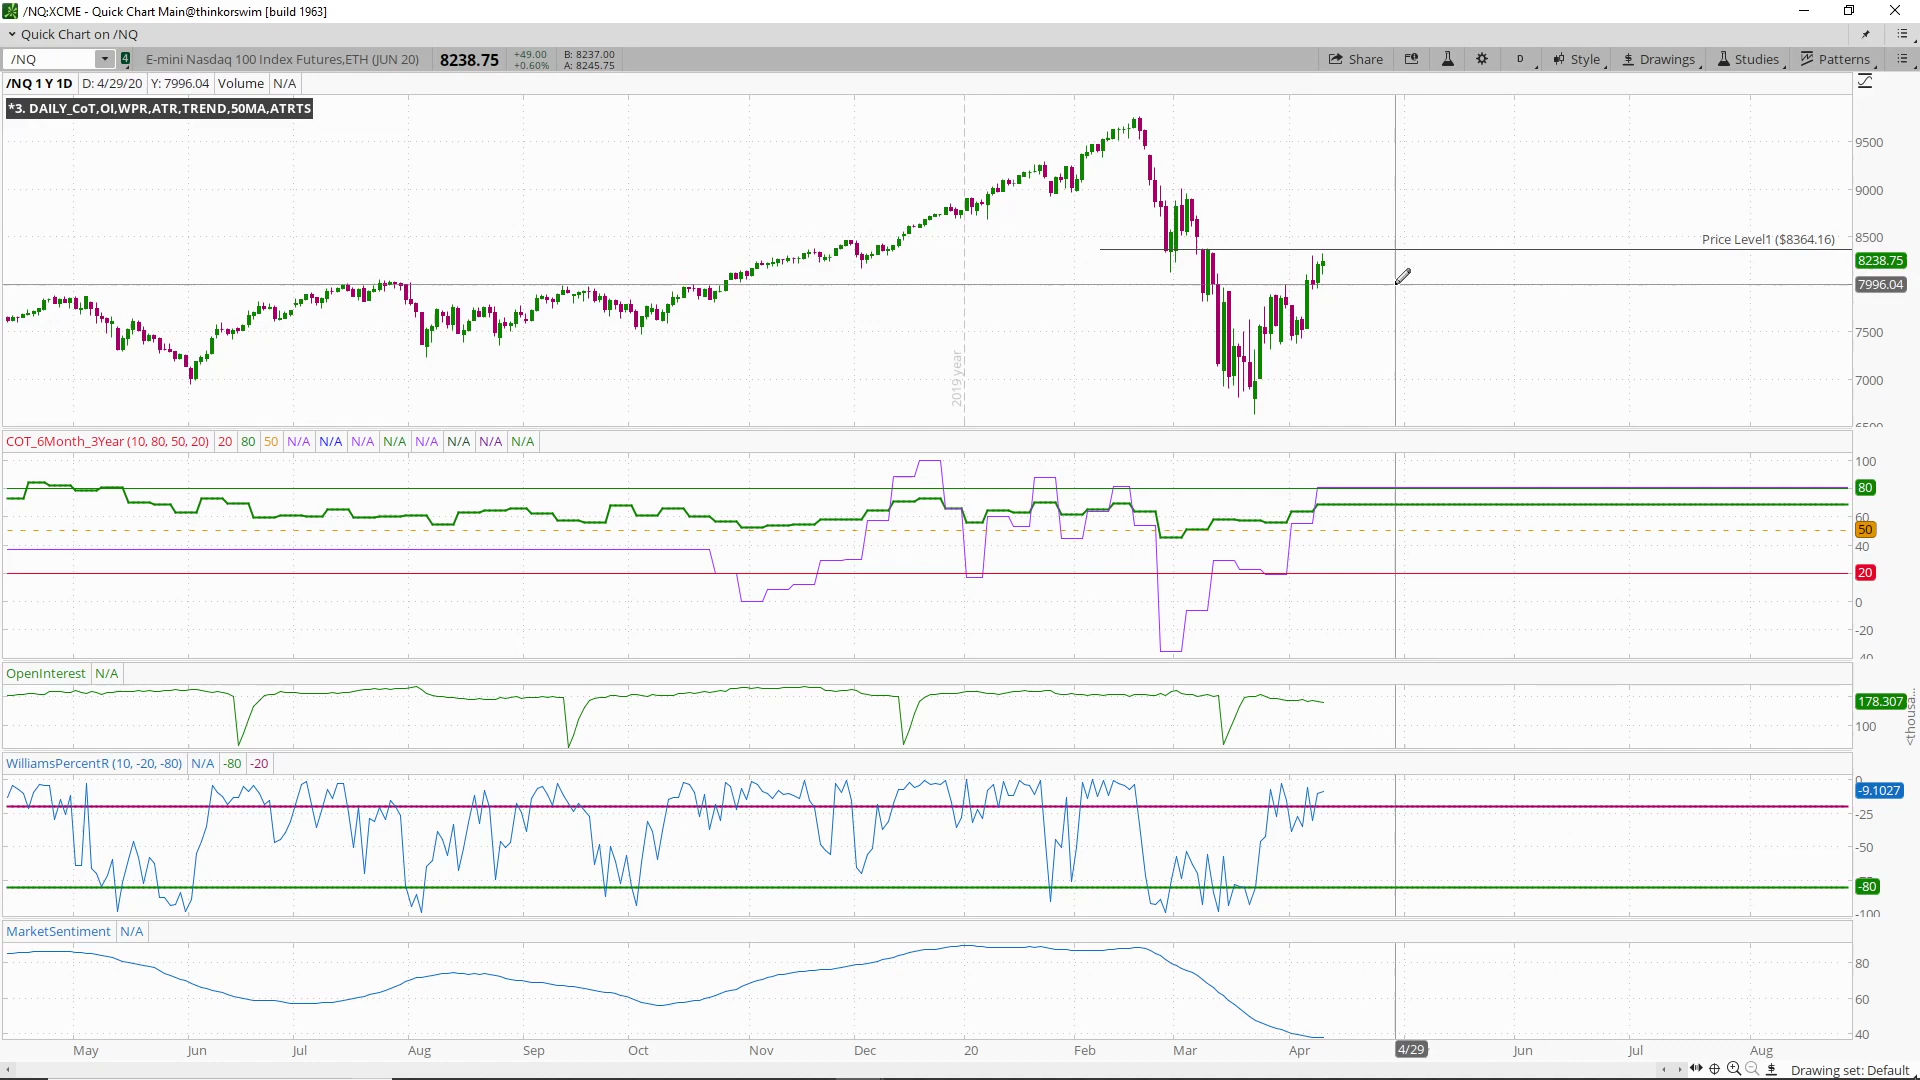 /NQ:XCME - Quick Chart Main@thinkorswim [build 1963]
Quick Chart on /NQ
/NQ 4 E-mini Nasdaq 100 Index Futures,ETH (JUN 20) 8238.75 +49.00 +0.60% B: 8237.00 A: 8245.75 Share D Style Drawings Studies Patterns
/NQ 1 Y 1D D: 4/29/20 Y: 7996.04 Volume N/A
*3. DAILY_CoT,OI,WPR,ATR,TREND,50MA,ATRTS
9500
9000
Price Level1 ($8364.16) 8500
8238.75
7996.04
7500
2019 year
7000
6500
COT_6Month_3Year (10, 80, 50, 20) 20 80 50 N/A N/A N/A N/A N/A N/A N/A N/A
100
80
60
50
40
20
0
-20
OpenInterest N/A
178.307
100
<thousa...
WilliamsPercentR (10, -20, -80) N/A -80 -20
0
-9.1027
-25
-50
-80
-100
MarketSentiment N/A
80
60
40
May Jun Jul Aug Sep Oct Nov Dec 20 Feb Mar Apr 4/29 Jun Jul Aug
Drawing set: Default